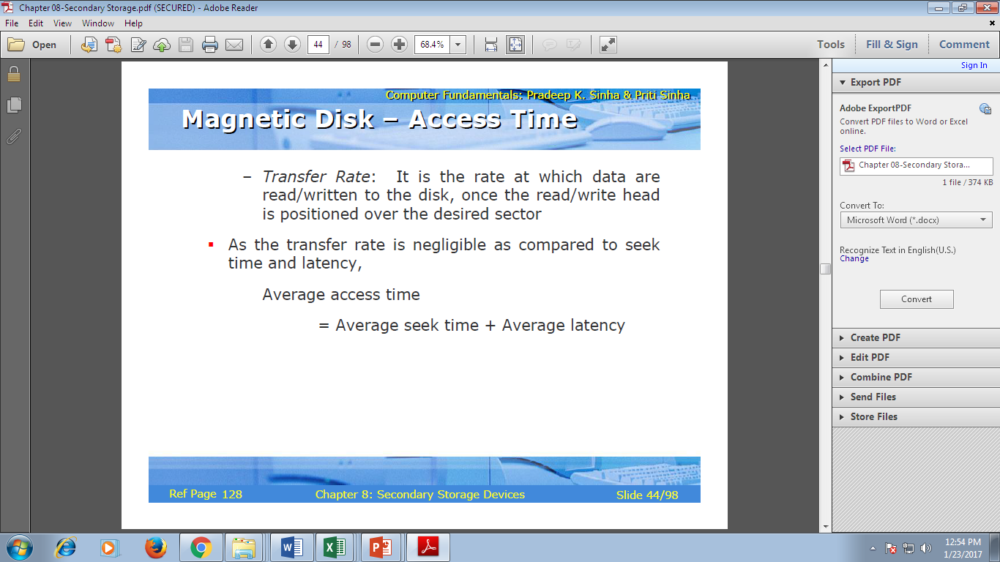 Chapter 08-Secondary Storage.pdf (SECURED) - Adobe Reader
File Edit View Window Help
Open 44 / 98 68.4% Tools Fill & Sign Comment
Sign In
Computer Fundamentals: Pradeep K. Sinha & Priti Sinha
Magnetic Disk – Access Time
– Transfer Rate: It is the rate at which data are
read/written to the disk, once the read/write head
is positioned over the desired sector
▪ As the transfer rate is negligible as compared to seek
time and latency,
Average access time
= Average seek time + Average latency
Ref Page 128 Chapter 8: Secondary Storage Devices Slide 44/98
Export PDF
Adobe ExportPDF
Convert PDF files to Word or Excel
online.
Select PDF File:
Chapter 08-Secondary Stora...
1 file / 374 KB
Convert To:
Microsoft Word (*.docx)
Recognize Text in English(U.S.)
Change
Convert
Create PDF
Edit PDF
Combine PDF
Send Files
Store Files
12:54 PM
1/23/2017